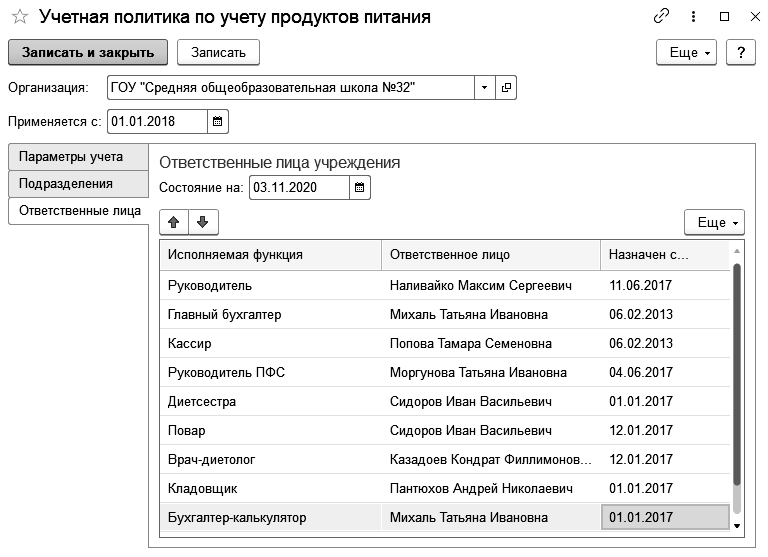 Учетная политика по учету продуктов питания
Записать и закрыть Записать Еще ?
Организация: ГОУ "Средняя общеобразовательная школа №32"
Применяется с: 01.01.2018
Параметры учета
Подразделения
Ответственные лица
Ответственные лица учреждения
Состояние на: 03.11.2020
Еще
Исполняемая функция Ответственное лицо Назначен с...
Руководитель Наливайко Максим Сергеевич 11.06.2017
Главный бухгалтер Михаль Татьяна Ивановна 06.02.2013
Кассир Попова Тамара Семеновна 06.02.2013
Руководитель ПФС Моргунова Татьяна Ивановна 04.06.2017
Диетсестра Сидоров Иван Васильевич 01.01.2017
Повар Сидоров Иван Васильевич 12.01.2017
Врач-диетолог Казадоев Кондрат Филлимонов... 12.01.2017
Кладовщик Пантюхов Андрей Николаевич 01.01.2017
Бухгалтер-калькулятор Михаль Татьяна Ивановна 01.01.2017